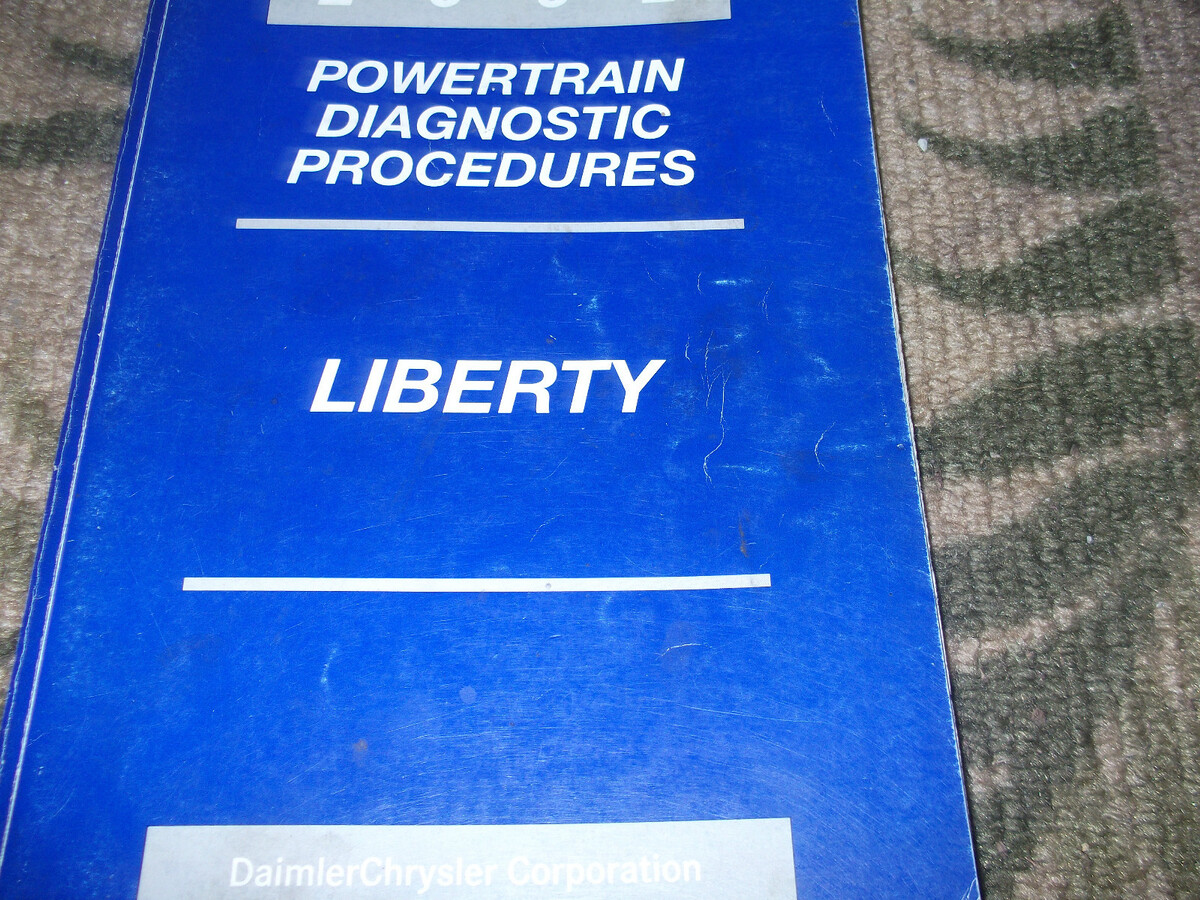 POWERTRAIN
DIAGNOSTIC
PROCEDURES
LIBERTY
DaimlerChrysler Corporation